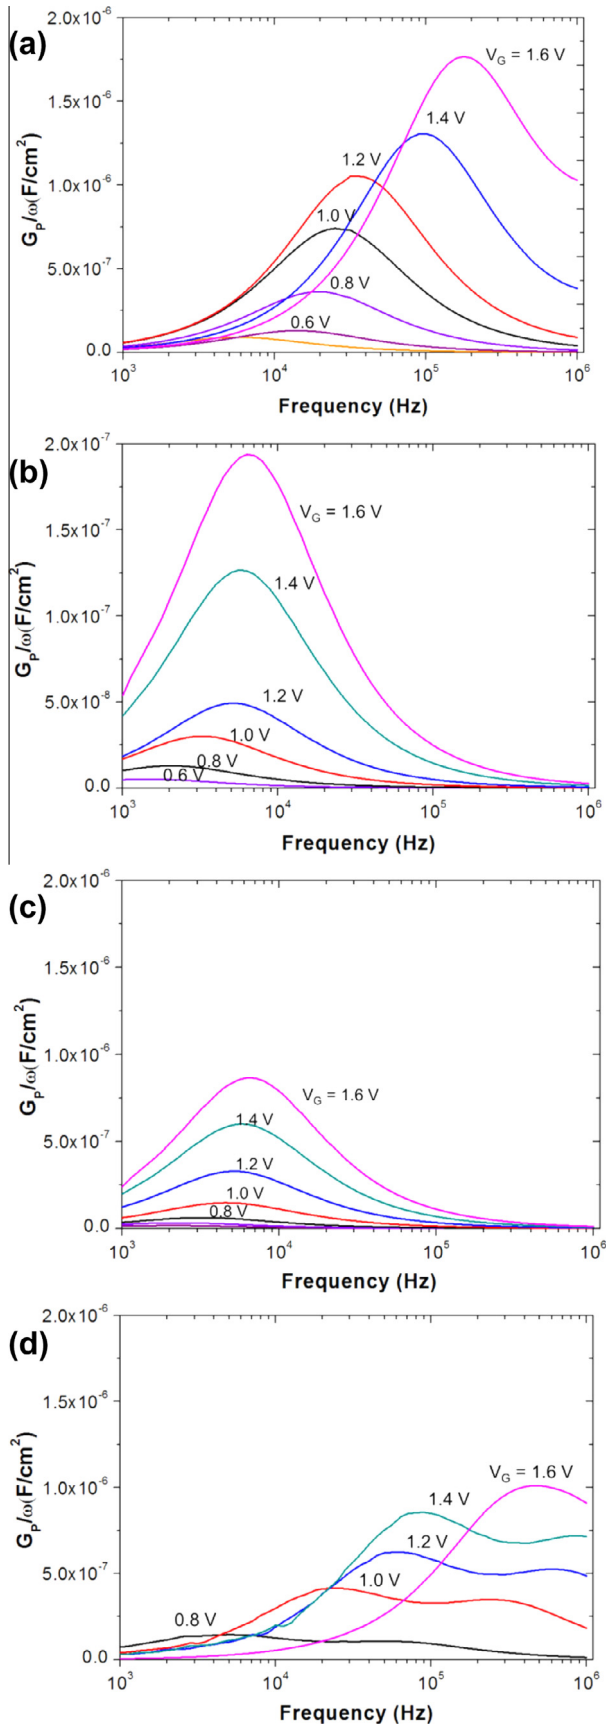 (a)
2.0x10⁻⁶
1.5x10⁻⁶
1.0x10⁻⁶
5.0x10⁻⁷
0.0
G_P/ω(F/cm²)
V_G = 1.6 V
1.4 V
1.2 V
1.0 V
0.8 V
0.6 V
10³ 10⁴ 10⁵ 10⁶
Frequency (Hz)
(b)
2.0x10⁻⁷
1.5x10⁻⁷
1.0x10⁻⁷
5.0x10⁻⁸
0.0
G_P/ω(F/cm²)
V_G = 1.6 V
1.4 V
1.2 V
1.0 V
0.8 V
0.6 V
10³ 10⁴ 10⁵ 10⁶
Frequency (Hz)
(c)
2.0x10⁻⁶
1.5x10⁻⁶
1.0x10⁻⁶
5.0x10⁻⁷
0.0
G_P/ω(F/cm²)
V_G = 1.6 V
1.4 V
1.2 V
1.0 V
0.8 V
10³ 10⁴ 10⁵ 10⁶
Frequency (Hz)
(d)
2.0x10⁻⁶
1.5x10⁻⁶
1.0x10⁻⁶
5.0x10⁻⁷
0.0
G_P/ω(F/cm²)
V_G = 1.6 V
1.4 V
1.2 V
1.0 V
0.8 V
10³ 10⁴ 10⁵ 10⁶
Frequency (Hz)